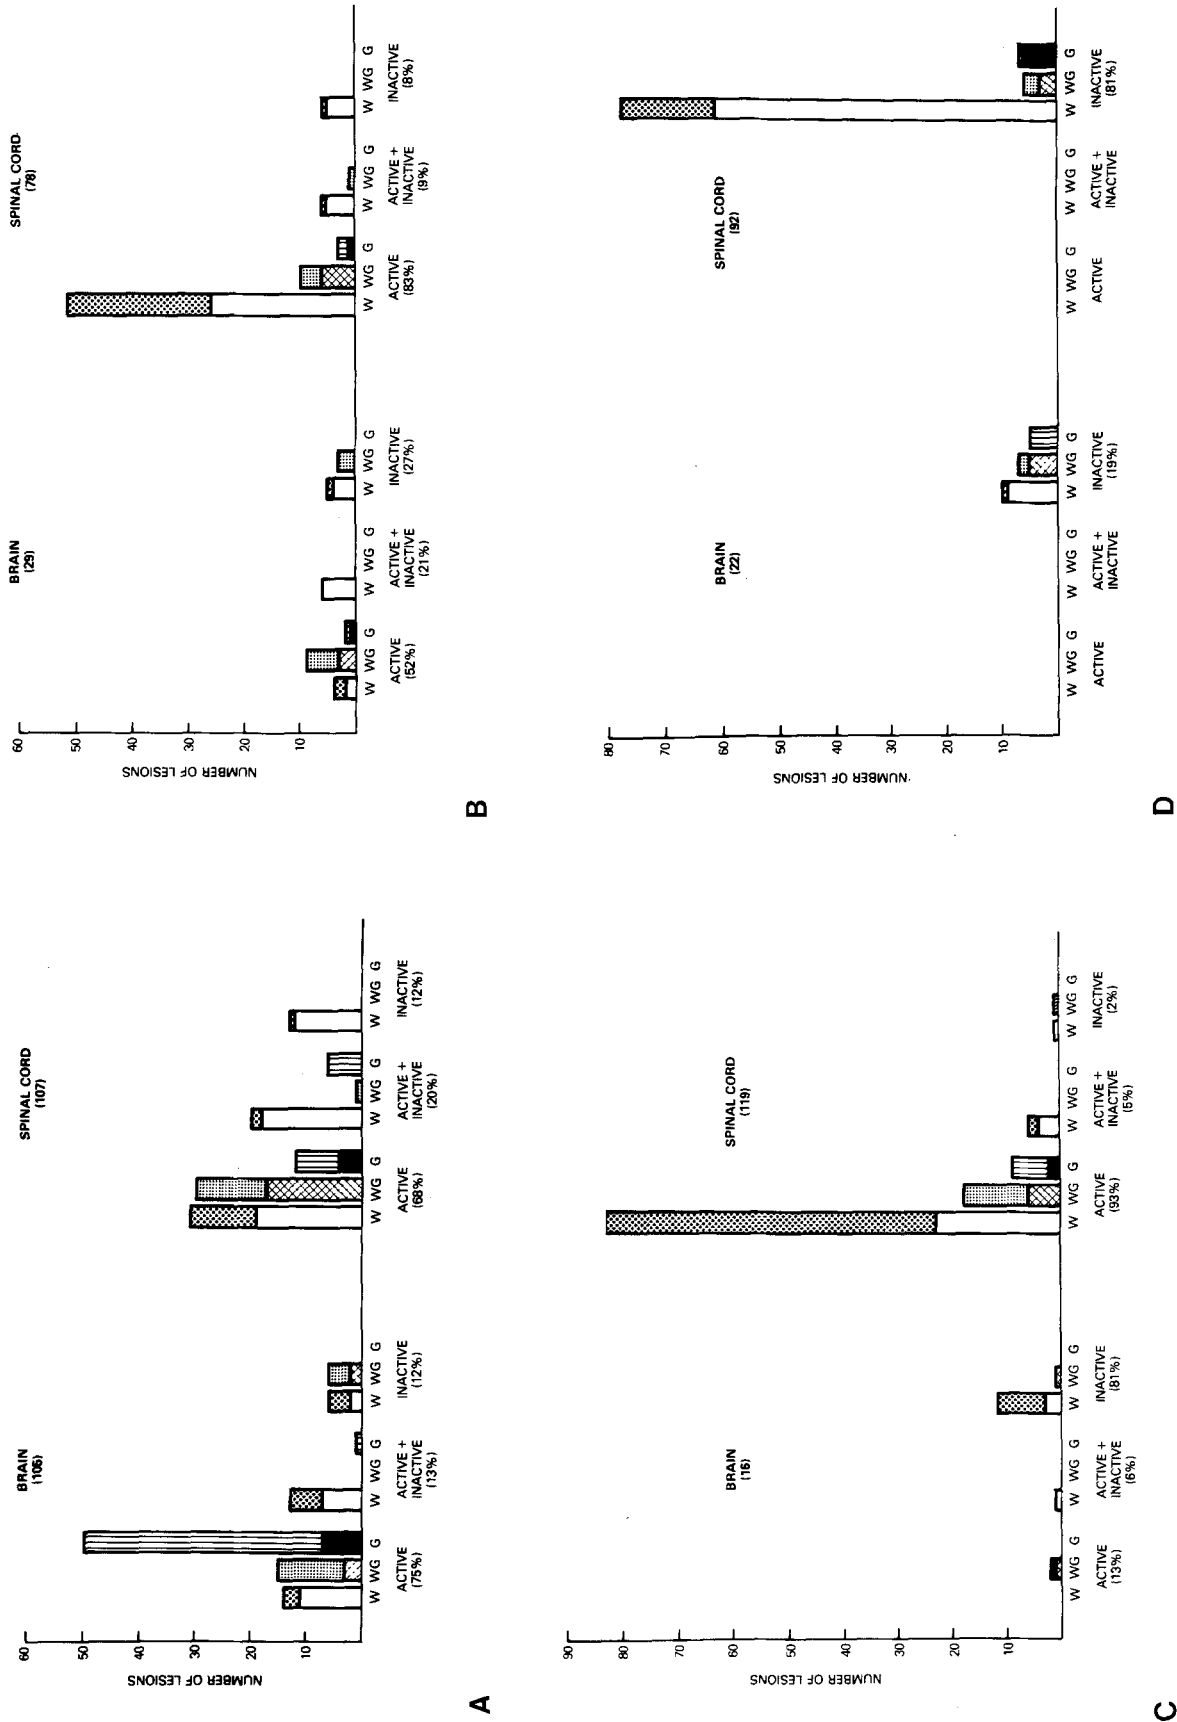 60
50
40
30
20
10
NUMBER OF LESIONS
BRAIN
(106)
SPINAL CORD
(107)
W WG G
W WG G
W WG G
W WG G
W WG G
W WG G
ACTIVE
(75%)
ACTIVE +
INACTIVE
(13%)
INACTIVE
(12%)
ACTIVE
(68%)
ACTIVE +
INACTIVE
(20%)
INACTIVE
(12%)
A
60
50
40
30
20
10
NUMBER OF LESIONS
BRAIN
(29)
SPINAL CORD
(78)
W WG G
W WG G
W WG G
W WG G
W WG G
W WG G
ACTIVE
(52%)
ACTIVE +
INACTIVE
(21%)
INACTIVE
(27%)
ACTIVE
(83%)
ACTIVE +
INACTIVE
(9%)
INACTIVE
(8%)
B
90
80
70
60
50
40
30
20
10
NUMBER OF LESIONS
BRAIN
(16)
SPINAL CORD
(119)
W WG G
W WG G
W WG G
W WG G
W WG G
W WG G
ACTIVE
(13%)
ACTIVE +
INACTIVE
(6%)
INACTIVE
(81%)
ACTIVE
(93%)
ACTIVE +
INACTIVE
(5%)
INACTIVE
(2%)
C
80
70
60
50
40
30
20
10
NUMBER OF LESIONS
BRAIN
(22)
SPINAL CORD
(92)
W WG G
W WG G
W WG G
W WG G
W WG G
W WG G
ACTIVE
ACTIVE +
INACTIVE
INACTIVE
(19%)
ACTIVE
ACTIVE +
INACTIVE
INACTIVE
(81%)
D